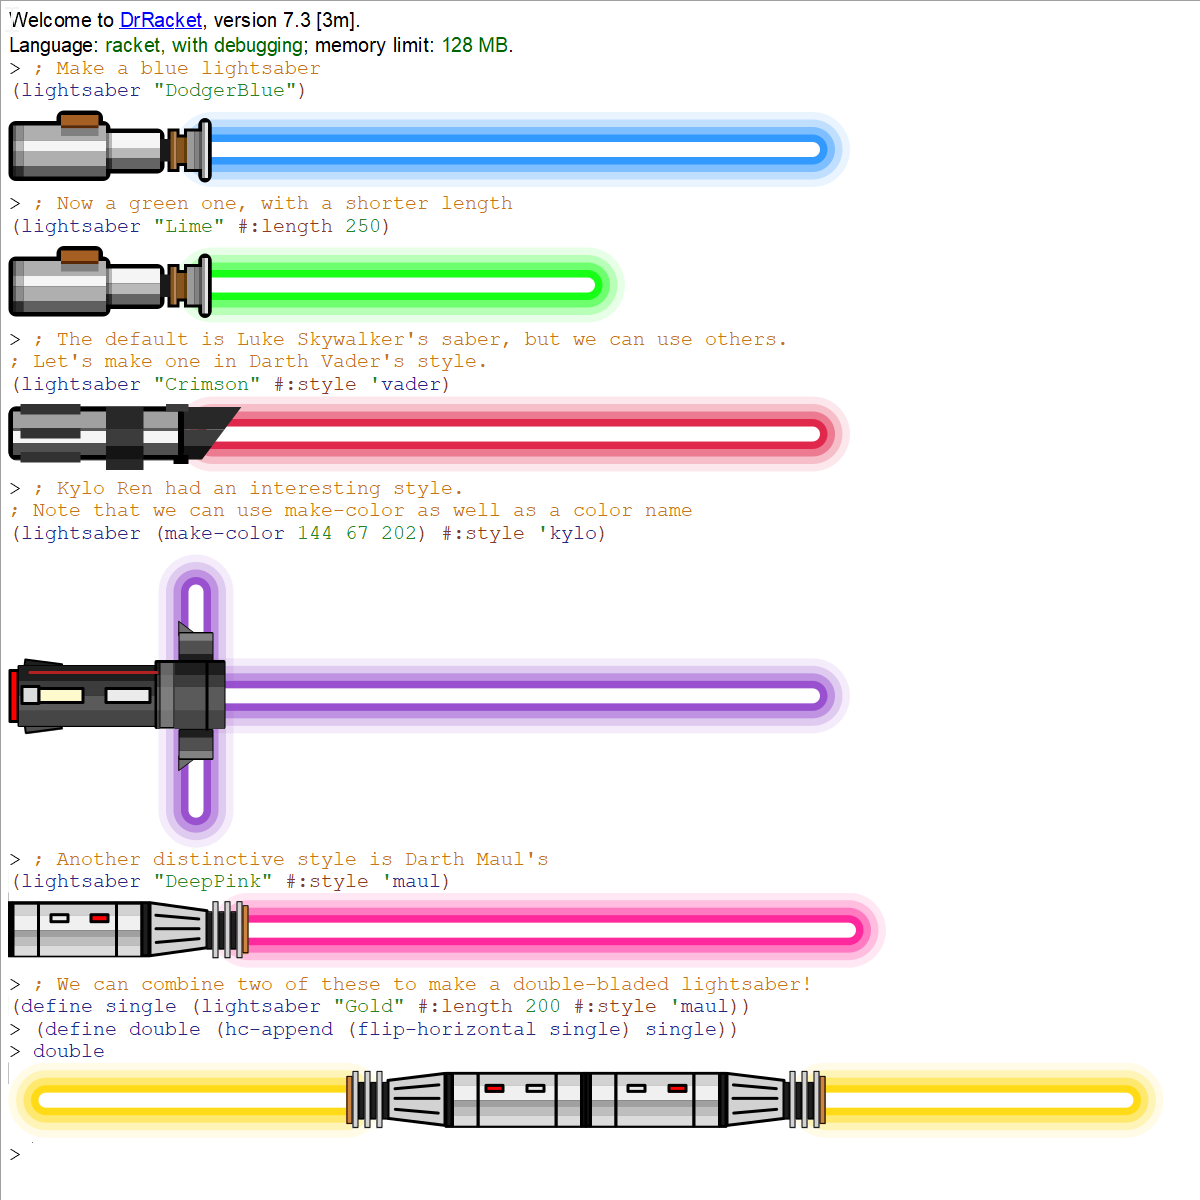 Welcome to DrRacket, version 7.3 [3m].
Language: racket, with debugging; memory limit: 128 MB.
> ; Make a blue lightsaber
(lightsaber "DodgerBlue")
> ; Now a green one, with a shorter length
(lightsaber "Lime" #:length 250)
> ; The default is Luke Skywalker's saber, but we can use others.
; Let's make one in Darth Vader's style.
(lightsaber "Crimson" #:style 'vader)
> ; Kylo Ren had an interesting style.
; Note that we can use make-color as well as a color name
(lightsaber (make-color 144 67 202) #:style 'kylo)
> ; Another distinctive style is Darth Maul's
(lightsaber "DeepPink" #:style 'maul)
> ; We can combine two of these to make a double-bladed lightsaber!
(define single (lightsaber "Gold" #:length 200 #:style 'maul))
> (define double (hc-append (flip-horizontal single) single))
> double
>